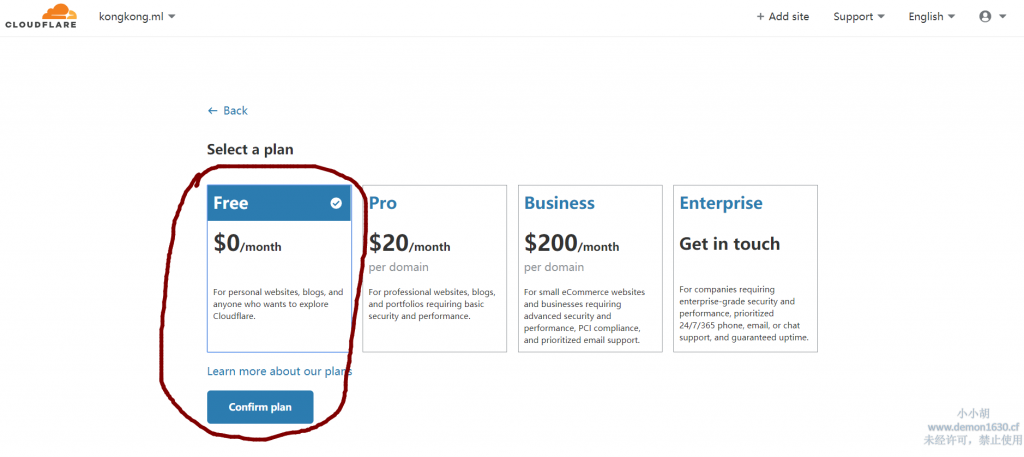 CLOUDFLARE
kongkong.ml
+ Add site
Support
English
← Back
Select a plan
Free
$0/month
For personal websites, blogs, and
anyone who wants to explore
Cloudflare.
Pro
$20/month
per domain
For professional websites, blogs,
and portfolios requiring basic
security and performance.
Business
$200/month
per domain
For small eCommerce websites
and businesses requiring
advanced security and
performance, PCI compliance,
and prioritized email support.
Enterprise
Get in touch
For companies requiring
enterprise-grade security and
performance, prioritized
24/7/365 phone, email, or chat
support, and guaranteed uptime.
Learn more about our plans
Confirm plan
小小胡
www.demon1630.cf
未经许可，禁止使用